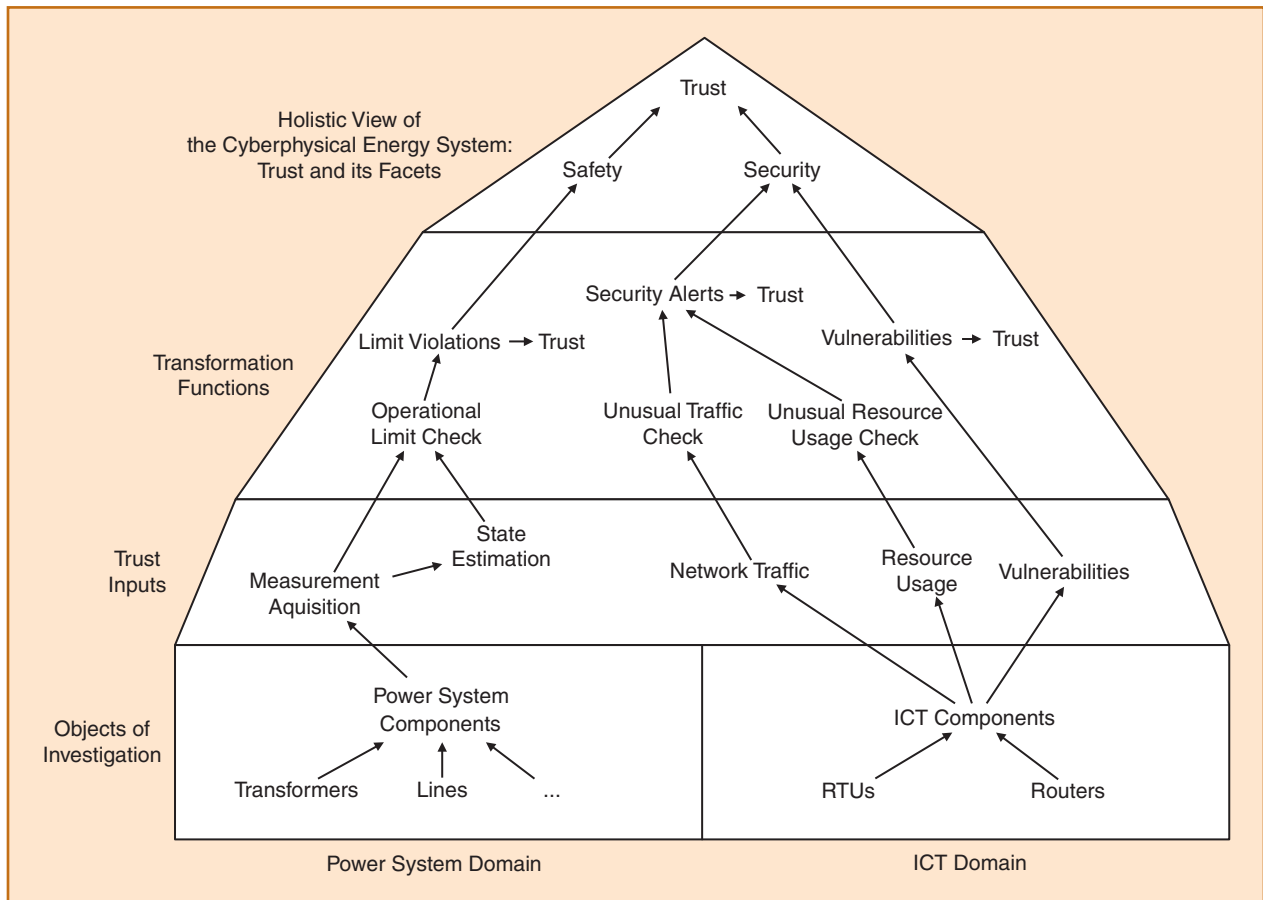 Trust
Holistic View of
the Cyberphysical Energy System:
Trust and its Facets
Safety
Security
Security Alerts
Trust
Limit Violations
Trust
Vulnerabilities
Trust
Transformation
Functions
Operational
Limit Check
Unusual Traffic
Check
Unusual Resource
Usage Check
State
Estimation
Trust
Inputs
Measurement
Aquisition
Network Traffic
Resource
Usage
Vulnerabilities
Power System
Components
ICT Components
Objects of
Investigation
Transformers
Lines
...
RTUs
Routers
Power System Domain
ICT Domain